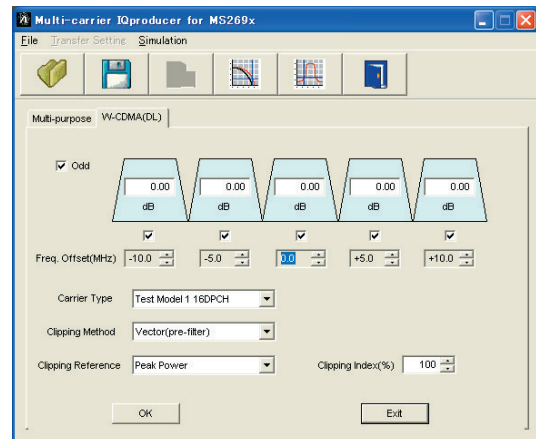 Multi-carrier IQproducer for MS269x
File Transfer Setting Simulation
Multi-purpose W-CDMA(DL)
Odd
0.00 0.00 0.00 0.00 0.00
dB dB dB dB dB
Freq. Offset(MHz) -10.0 -5.0 0.0 +5.0 +10.0
Carrier Type Test Model 1 16DPCH
Clipping Method Vector(pre-filter)
Clipping Reference Peak Power Clipping Index(%) 100
OK Exit